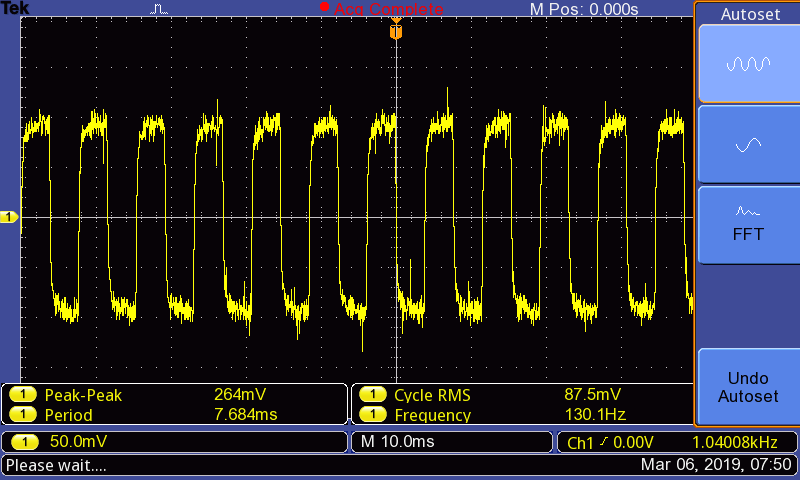 Tek Acq Complete M Pos: 0.000s Autoset
T
1
FFT
Undo
Autoset
1 Peak-Peak 264mV 1 Cycle RMS 87.5mV
1 Period 7.684ms 1 Frequency 130.1Hz
1 50.0mV M 10.0ms Ch1 0.00V 1.04008kHz
Please wait.... Mar 06, 2019, 07:50